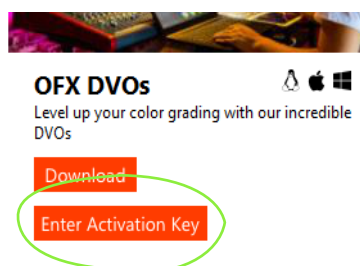 OFX DVOs
Level up your color grading with our incredible
DVOs
Download
Enter Activation Key